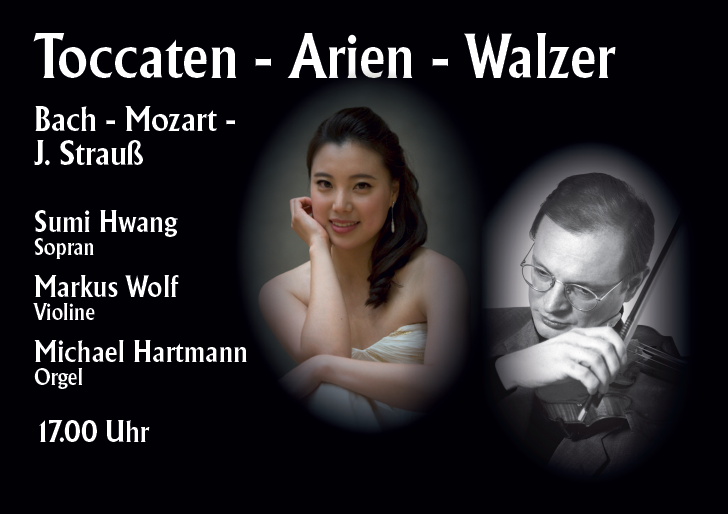 Toccaten - Arien - Walzer
Bach - Mozart -
J. Strauß
Sumi Hwang
Sopran
Markus Wolf
Violine
Michael Hartmann
Orgel
17.00 Uhr